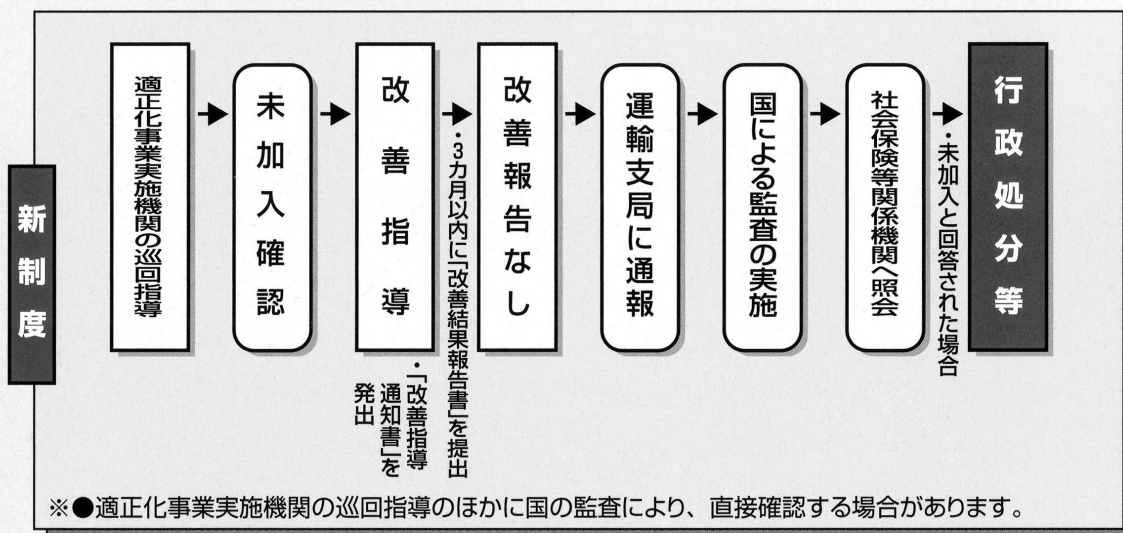 新制度
適正化事業実施機関の巡回指導
未加入確認
改善指導
・「改善指導
通知書」を
発出
・3カ月以内に「改善結果報告書」を提出
改善報告なし
運輸支局に通報
国による監査の実施
社会保険等関係機関へ照会
・未加入と回答された場合
行政処分等
※●適正化事業実施機関の巡回指導のほかに国の監査により、直接確認する場合があります。